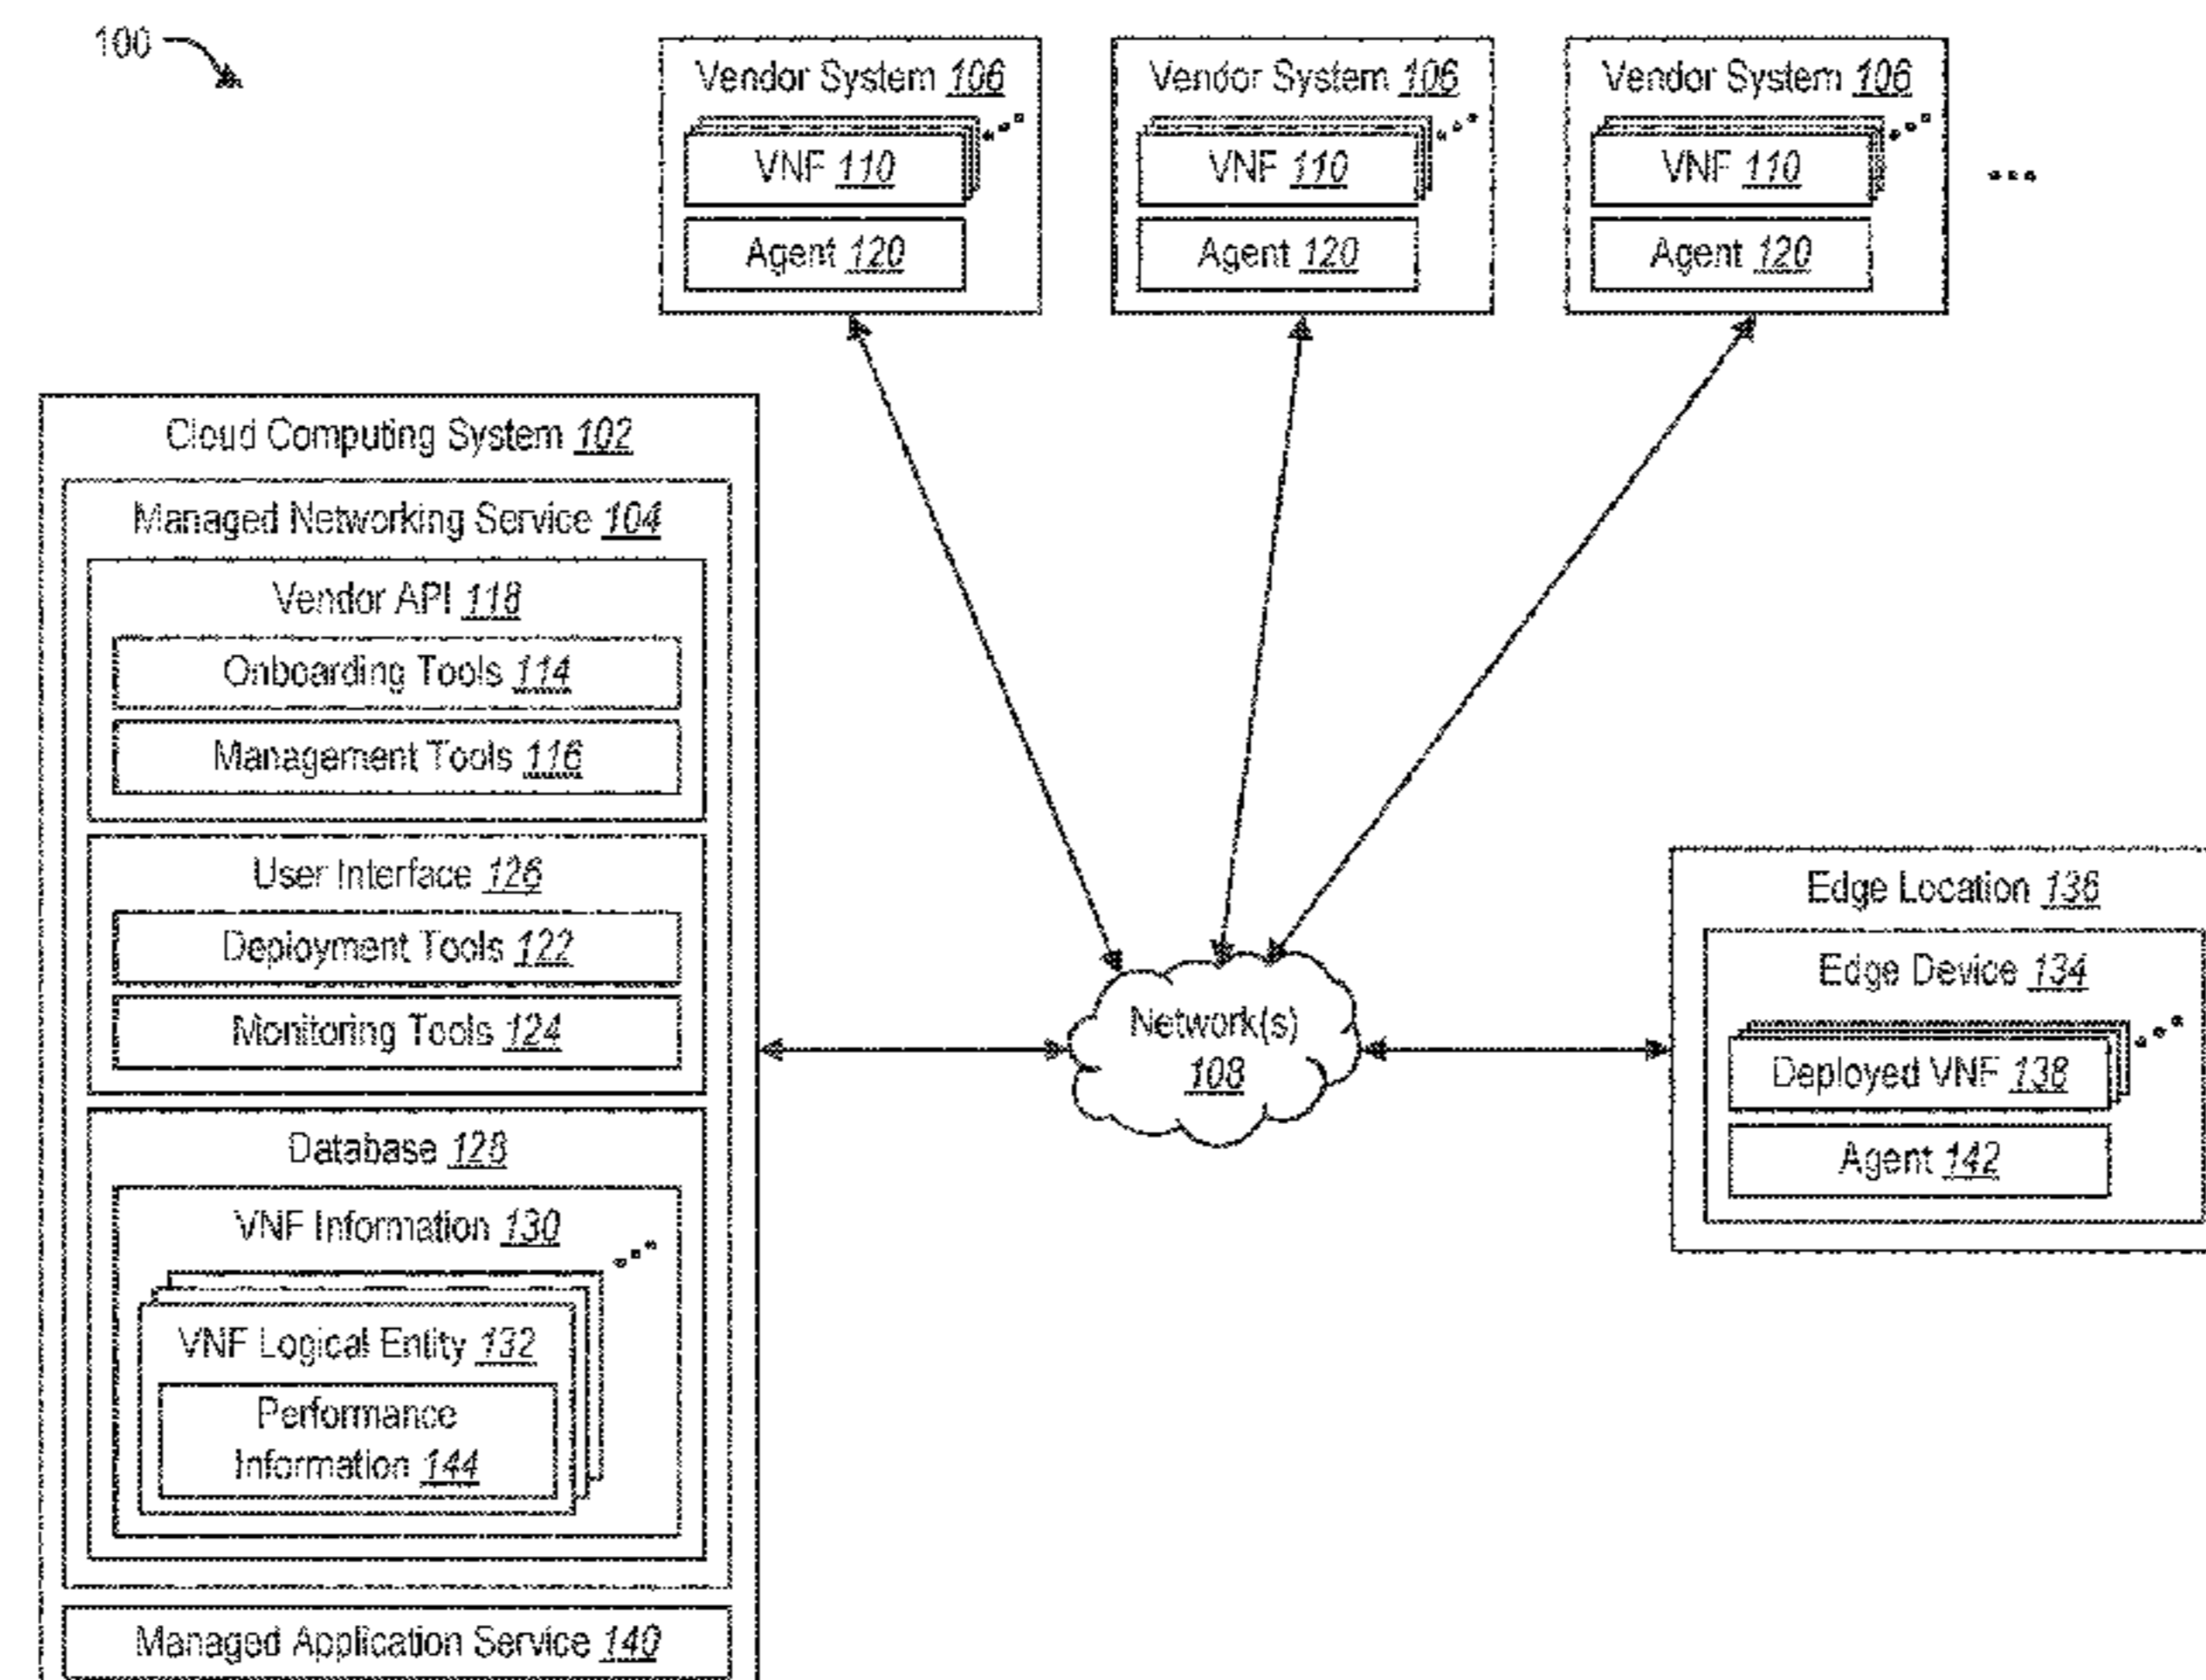 100
Vendor System 106
VNF 110
Agent 120
Vendor System 106
VNF 110
Agent 120
Vendor System 106
VNF 110
Agent 120
Cloud Computing System 102
Managed Networking Service 104
Vendor API 118
Onboarding Tools 114
Management Tools 116
User Interface 126
Deployment Tools 122
Monitoring Tools 124
Database 128
VNF Information 130
VNF Logical Entity 132
Performance
Information 144
Managed Application Service 140
Network(s)
108
Edge Location 136
Edge Device 134
Deployed VNF 138
Agent 142